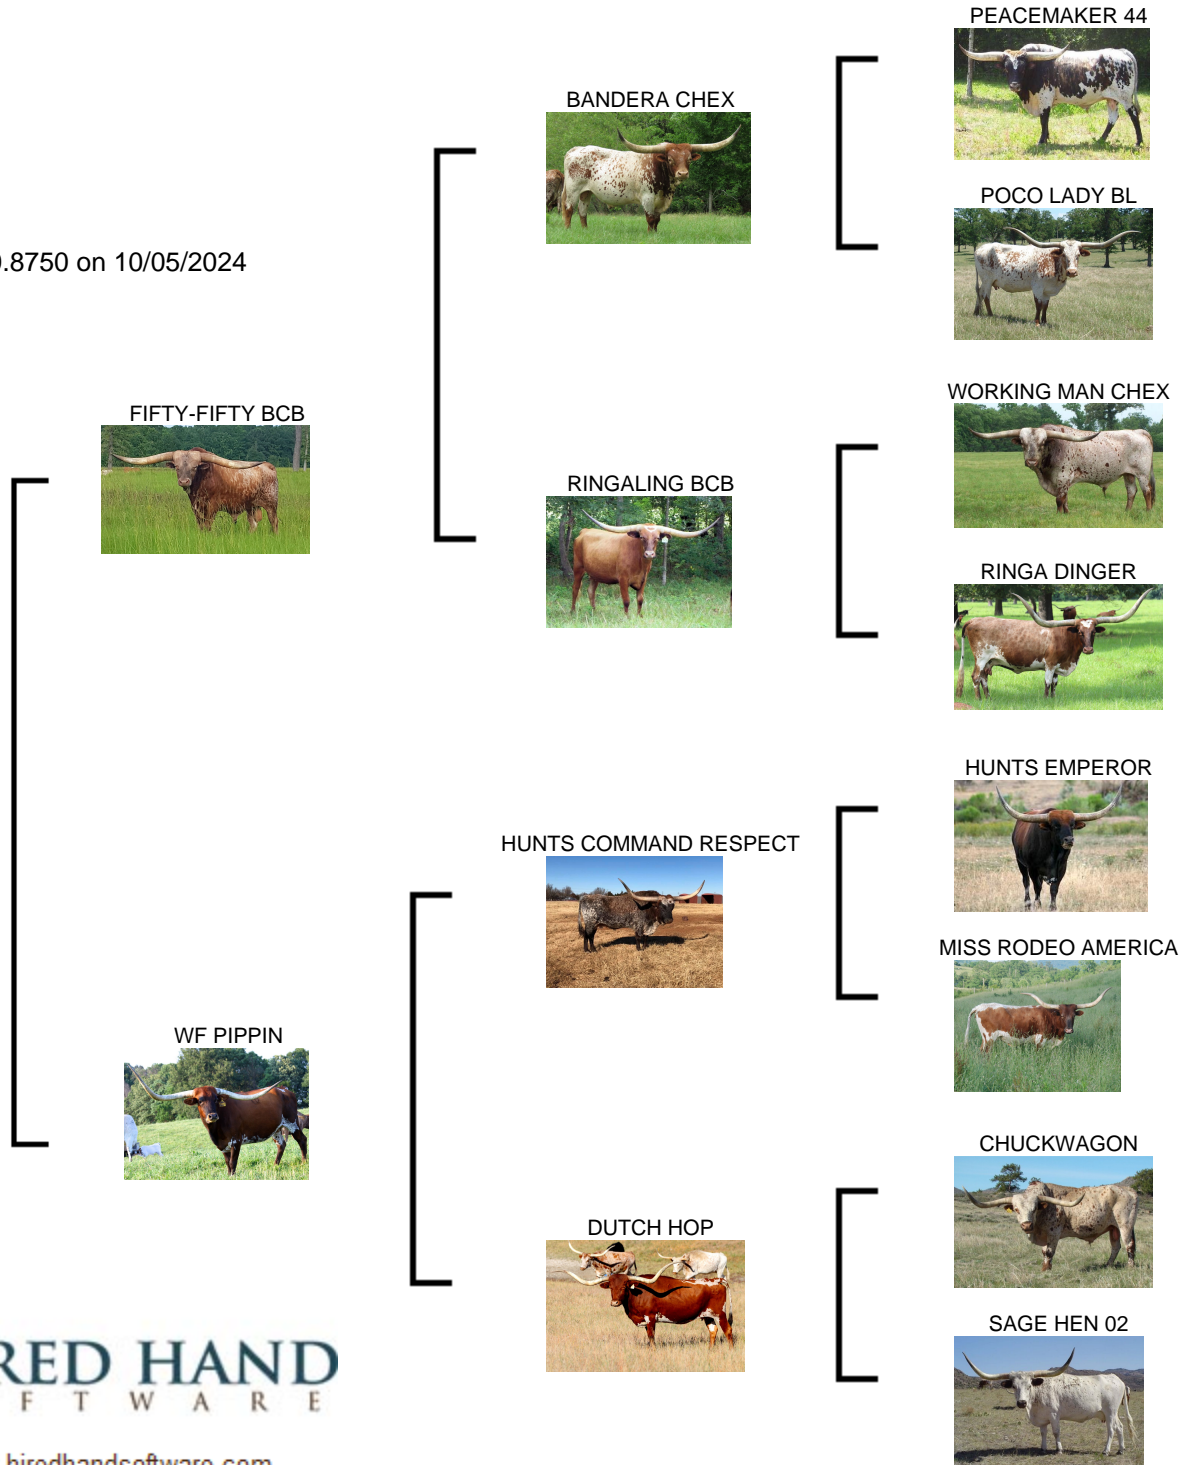 PEACEMAKER 44
BANDERA CHEX
POCO LADY BL
.8750 on 10/05/2024
WORKING MAN CHEX
FIFTY-FIFTY BCB
RINGALING BCB
RINGA DINGER
HUNTS EMPEROR
HUNTS COMMAND RESPECT
MISS RODEO AMERICA
WF PIPPIN
CHUCKWAGON
DUTCH HOP
SAGE HEN 02
RED HAND
F T W A R E
hiredhandsoftware.com